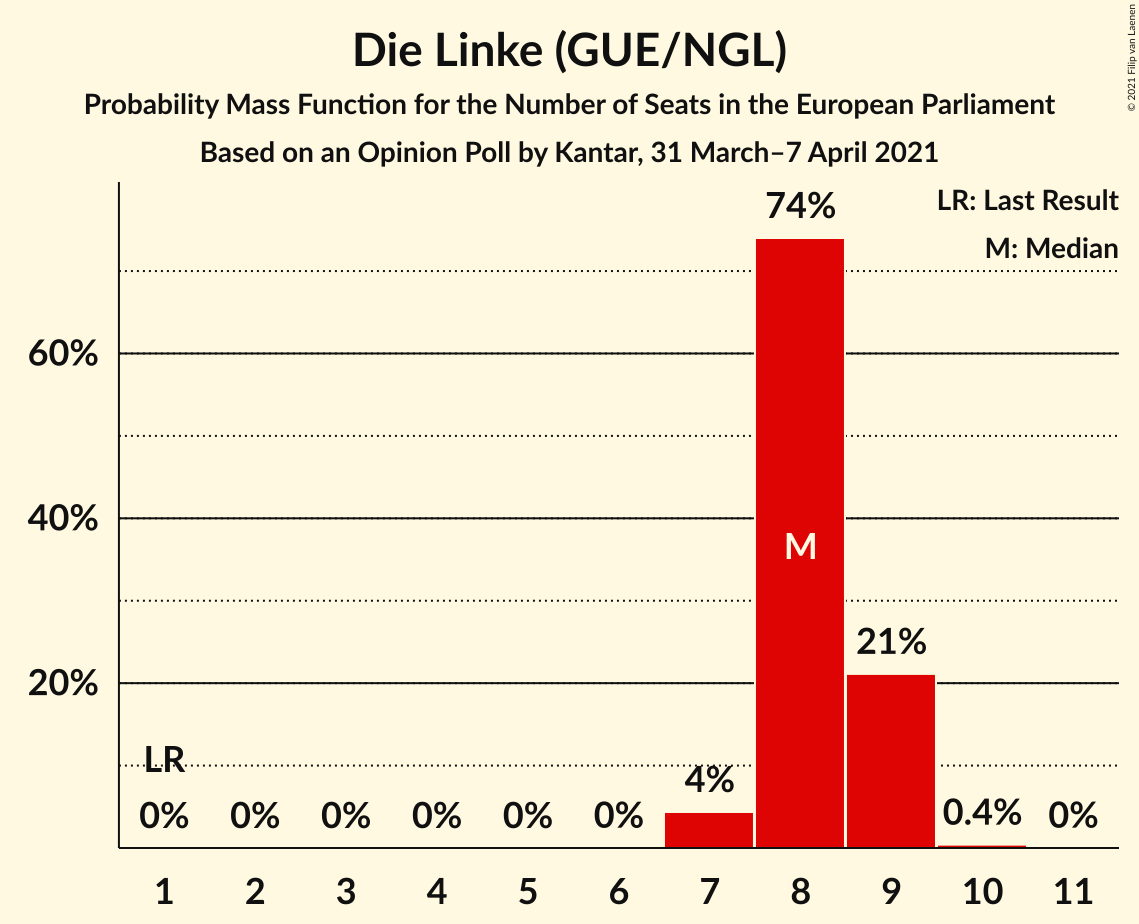 Die Linke (GUE/NGL)
Probability Mass Function for the Number of Seats in the European Parliament
Based on an Opinion Poll by Kantar, 31 March–7 April 2021
© 2021 Filip van Laenen
LR: Last Result
M: Median
74%
60%
40%
M
21%
20%
LR
4%
0% 0% 0% 0% 0% 0% 0.4% 0%
1 2 3 4 5 6 7 8 9 10 11